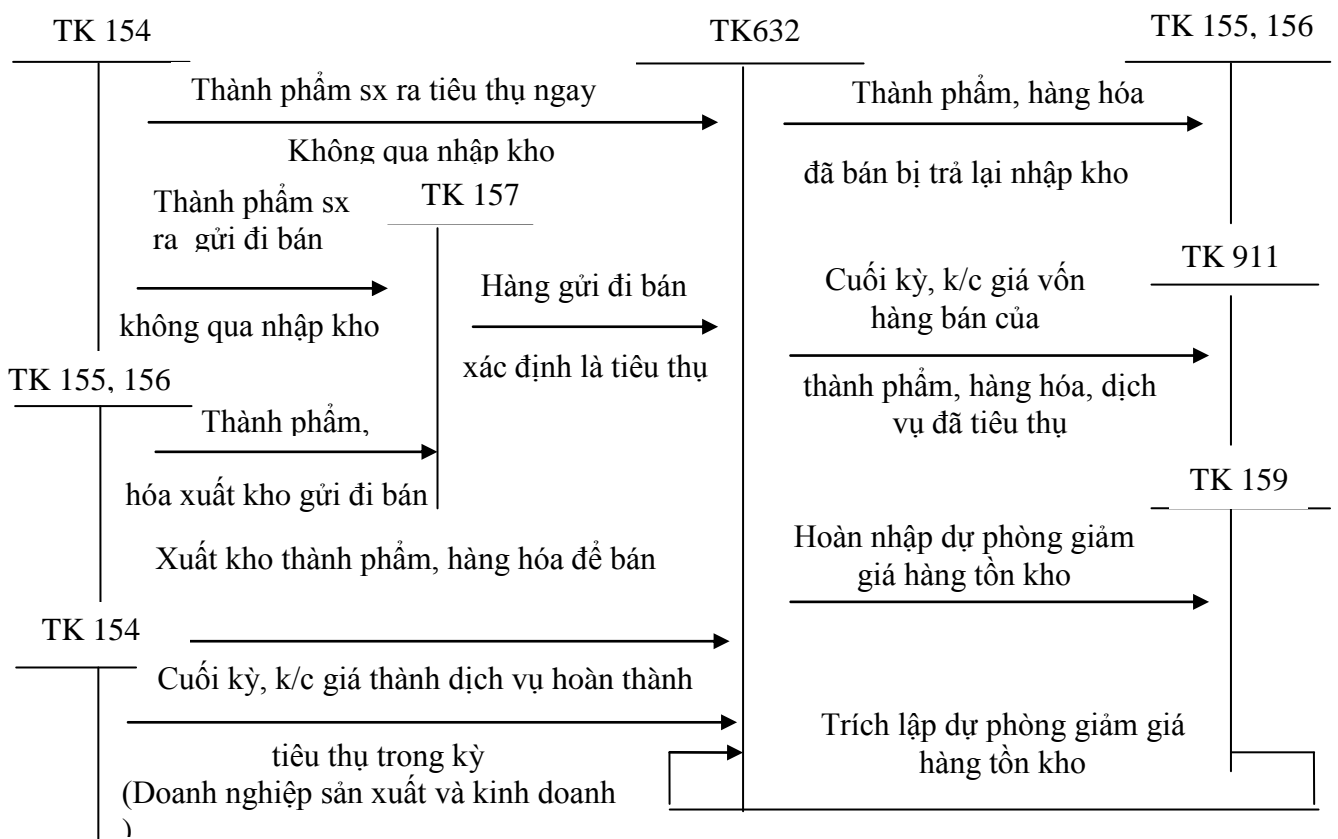 TK 154
TK632
TK 155, 156
Thành phẩm sx ra tiêu thụ ngay
Không qua nhập kho
Thành phẩm, hàng hóa
đã bán bị trả lại nhập kho
Thành phẩm sx
ra gửi đi bán
không qua nhập kho
TK 157
Hàng gửi đi bán
xác định là tiêu thụ
TK 911
Cuối kỳ, k/c giá vốn
hàng bán của
thành phẩm, hàng hóa, dịch
vụ đã tiêu thụ
TK 155, 156
Thành phẩm,
hóa xuất kho gửi đi bán
TK 159
Xuất kho thành phẩm, hàng hóa để bán
Hoàn nhập dự phòng giảm
giá hàng tồn kho
TK 154
Cuối kỳ, k/c giá thành dịch vụ hoàn thành
tiêu thụ trong kỳ
(Doanh nghiệp sản xuất và kinh doanh
)
Trích lập dự phòng giảm giá
hàng tồn kho